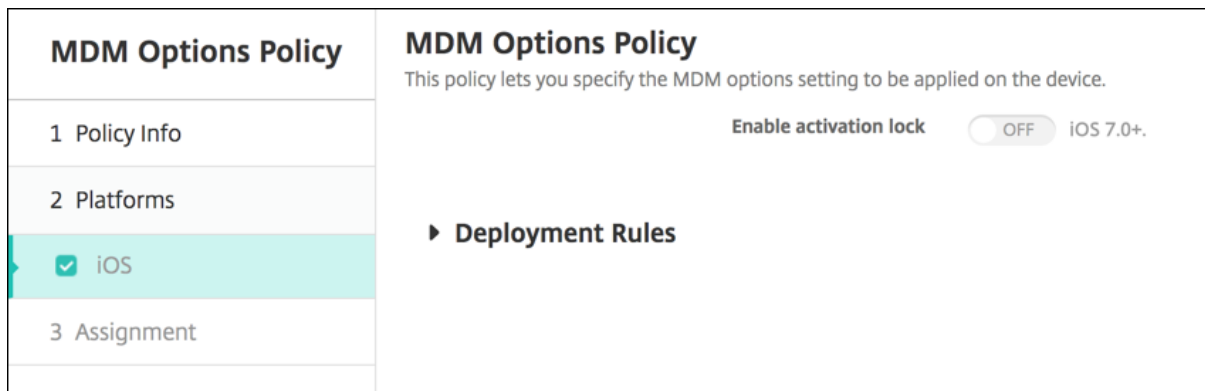 MDM Options Policy
1 Policy Info
2 Platforms
iOS
3 Assignment
MDM Options Policy
This policy lets you specify the MDM options setting to be applied on the device.
Enable activation lock OFF iOS 7.0+.
Deployment Rules